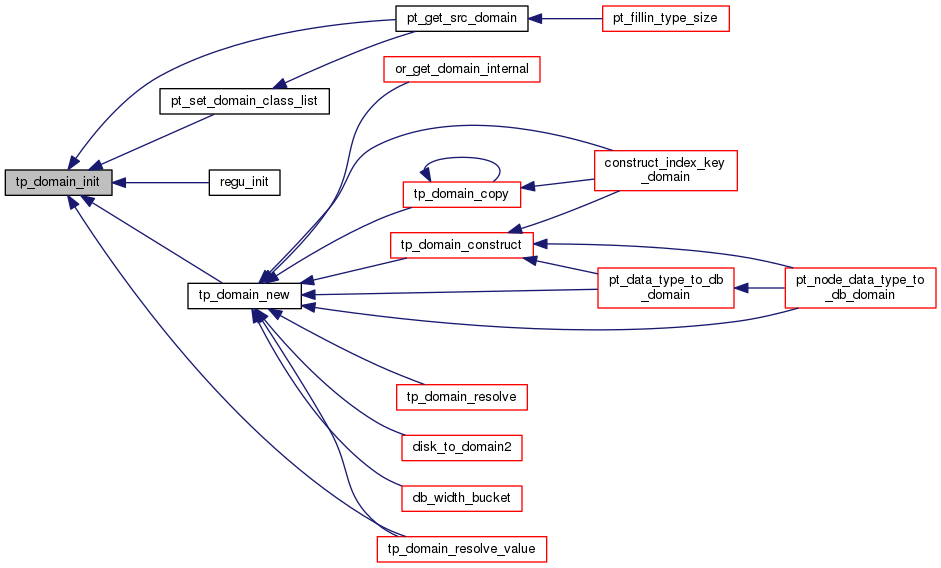 pt_get_src_domain
pt_fillin_type_size
or_get_domain_internal
pt_set_domain_class_list
construct_index_key
_domain
tp_domain_init
regu_init
tp_domain_copy
tp_domain_construct
pt_data_type_to_db
_domain
pt_node_data_type_to
_db_domain
tp_domain_new
tp_domain_resolve
disk_to_domain2
db_width_bucket
tp_domain_resolve_value